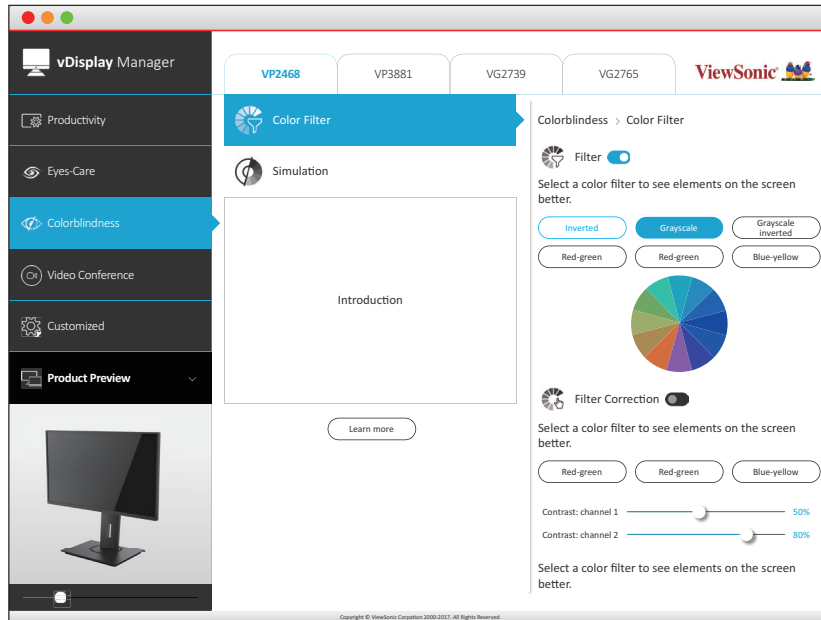 vDisplay Manager
VP2468
VP3881
VG2739
VG2765
ViewSonic
Productivity
Eyes-Care
Colorblindness
Video Conference
Customized
Product Preview
Color Filter
Simulation
Introduction
Learn more
Colorblindess > Color Filter
Filter
Select a color filter to see elements on the screen
better.
Inverted
Grayscale
Grayscale
inverted
Red-green
Red-green
Blue-yellow
Filter Correction
Select a color filter to see elements on the screen
better.
Red-green
Red-green
Blue-yellow
Contrast: channel 1
50%
Contrast: channel 2
80%
Select a color filter to see elements on the screen
better.
Copyright © ViewSonic Corpation 2000-2017. All Rights Reserved.